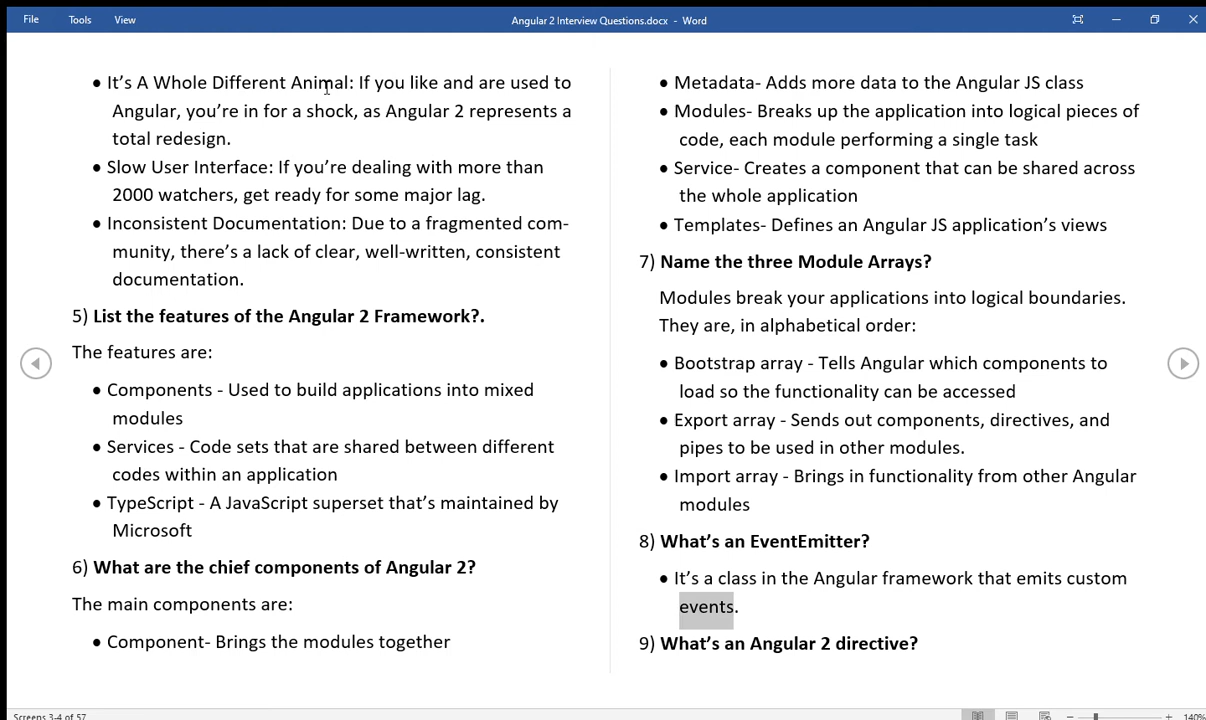 File Tools View Angular 2 Interview Questions.docx - Word
• It's A Whole Different Animal: If you like and are used to
Angular, you're in for a shock, as Angular 2 represents a
total redesign.
• Slow User Interface: If you're dealing with more than
2000 watchers, get ready for some major lag.
• Inconsistent Documentation: Due to a fragmented com-
munity, there's a lack of clear, well-written, consistent
documentation.
5) List the features of the Angular 2 Framework?.
The features are:
• Components - Used to build applications into mixed
modules
• Services - Code sets that are shared between different
codes within an application
• TypeScript - A JavaScript superset that's maintained by
Microsoft
6) What are the chief components of Angular 2?
The main components are:
• Component- Brings the modules together
• Metadata- Adds more data to the Angular JS class
• Modules- Breaks up the application into logical pieces of
code, each module performing a single task
• Service- Creates a component that can be shared across
the whole application
• Templates- Defines an Angular JS application's views
7) Name the three Module Arrays?
Modules break your applications into logical boundaries.
They are, in alphabetical order:
• Bootstrap array - Tells Angular which components to
load so the functionality can be accessed
• Export array - Sends out components, directives, and
pipes to be used in other modules.
• Import array - Brings in functionality from other Angular
modules
8) What's an EventEmitter?
• It's a class in the Angular framework that emits custom
events.
9) What's an Angular 2 directive?
Screens 3-4 of 57 140%